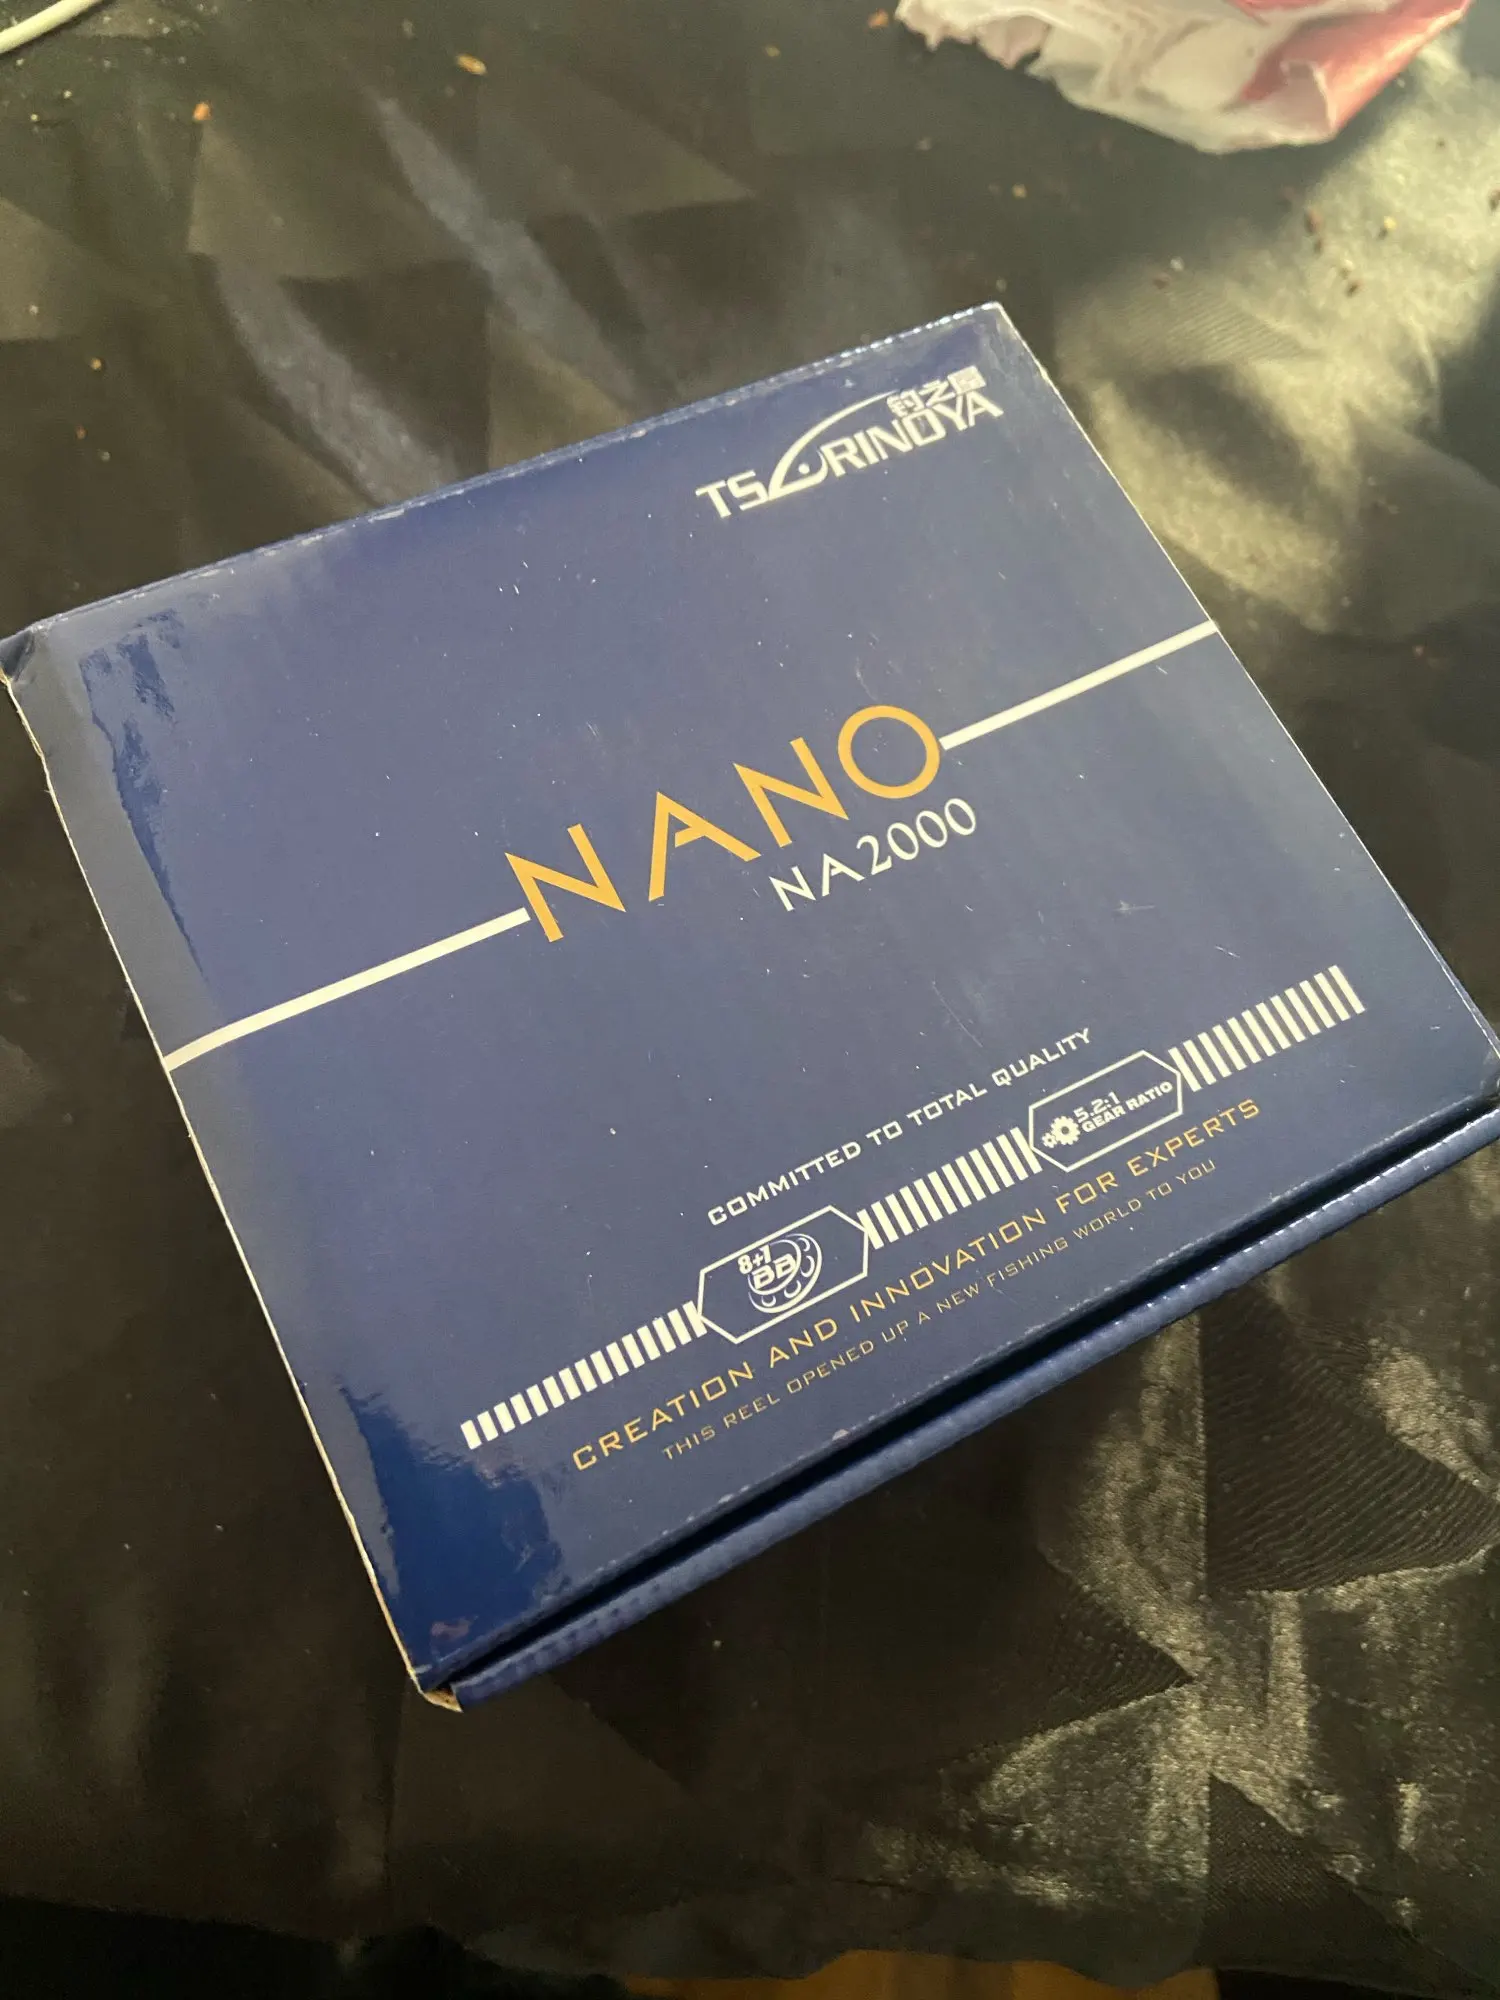 钓之屋
TSURINOYA
NANO
NA2000
COMMITTED TO TOTAL QUALITY
8+1
BB
5.2:1
GEAR RATIO
CREATION AND INNOVATION FOR EXPERTS
THIS REEL OPENED UP A NEW FISHING WORLD TO YOU